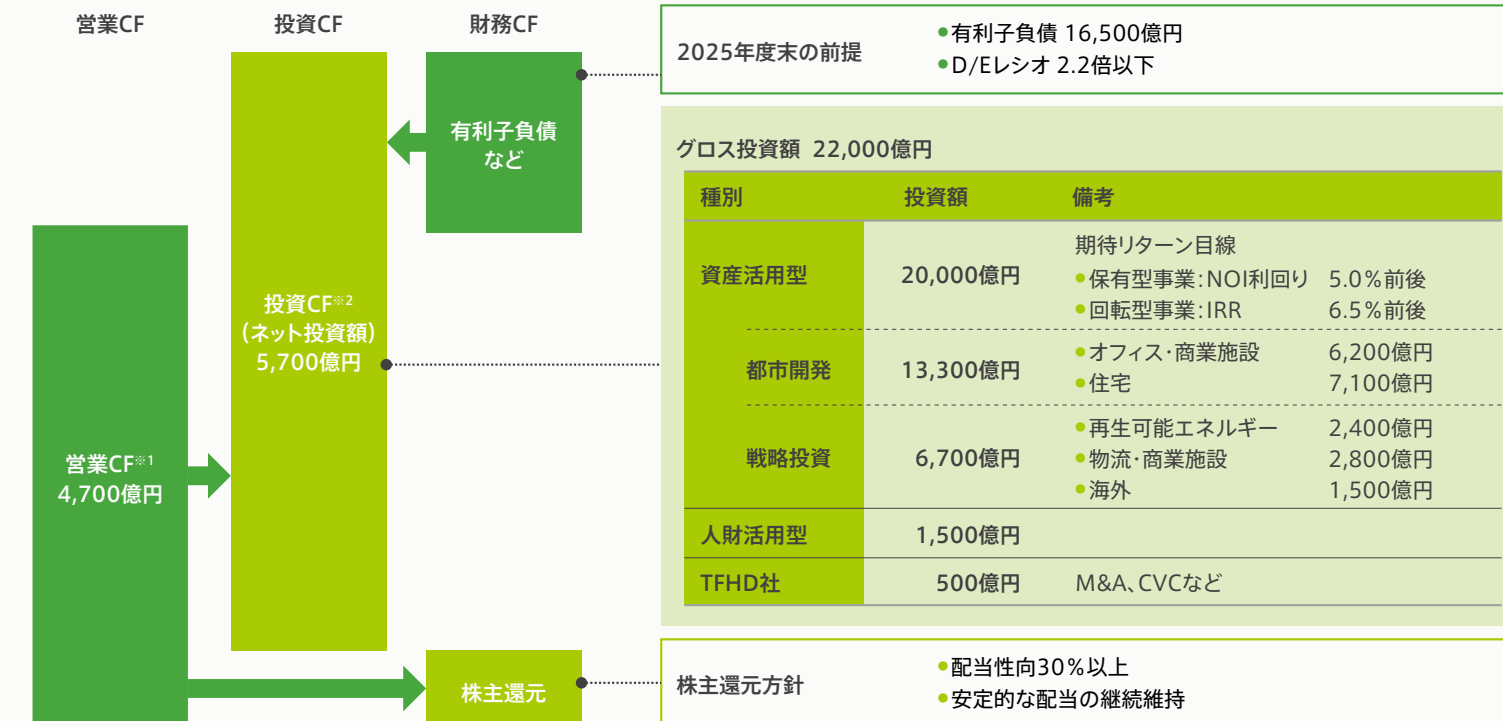 営業CF
投資CF
財務CF
有利子負債
など
投資CF※2
(ネット投資額)
5,700億円
営業CF※1
4,700億円
株主還元
2025年度末の前提
●有利子負債 16,500億円
●D/Eレシオ 2.2倍以下
グロス投資額 22,000億円
種別 投資額 備考
資産活用型 20,000億円 期待リターン目線
●保有型事業:NOI利回り 5.0%前後
●回転型事業:IRR 6.5%前後
都市開発 13,300億円 ●オフィス・商業施設 6,200億円
●住宅 7,100億円
戦略投資 6,700億円 ●再生可能エネルギー 2,400億円
●物流・商業施設 2,800億円
●海外 1,500億円
人財活用型 1,500億円
TFHD社 500億円 M&A、CVCなど
株主還元方針
●配当性向30%以上
●安定的な配当の継続維持